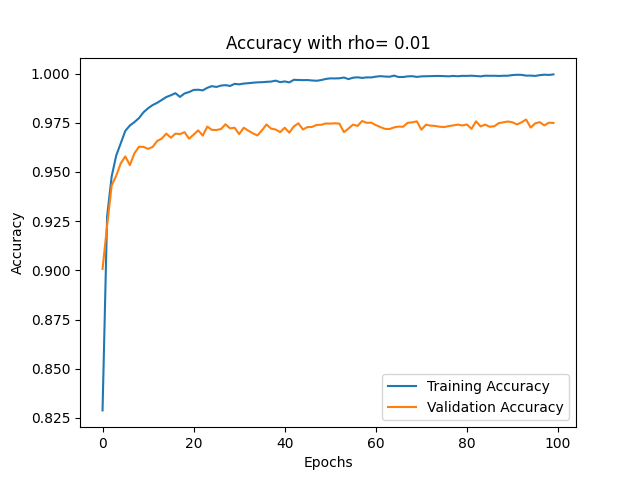 Accuracy with rho= 0.01
1.000
0.975
0.950
0.925
0.900
0.875
0.850
0.825
Accuracy
0
20
40
60
80
100
Epochs
Training Accuracy
Validation Accuracy